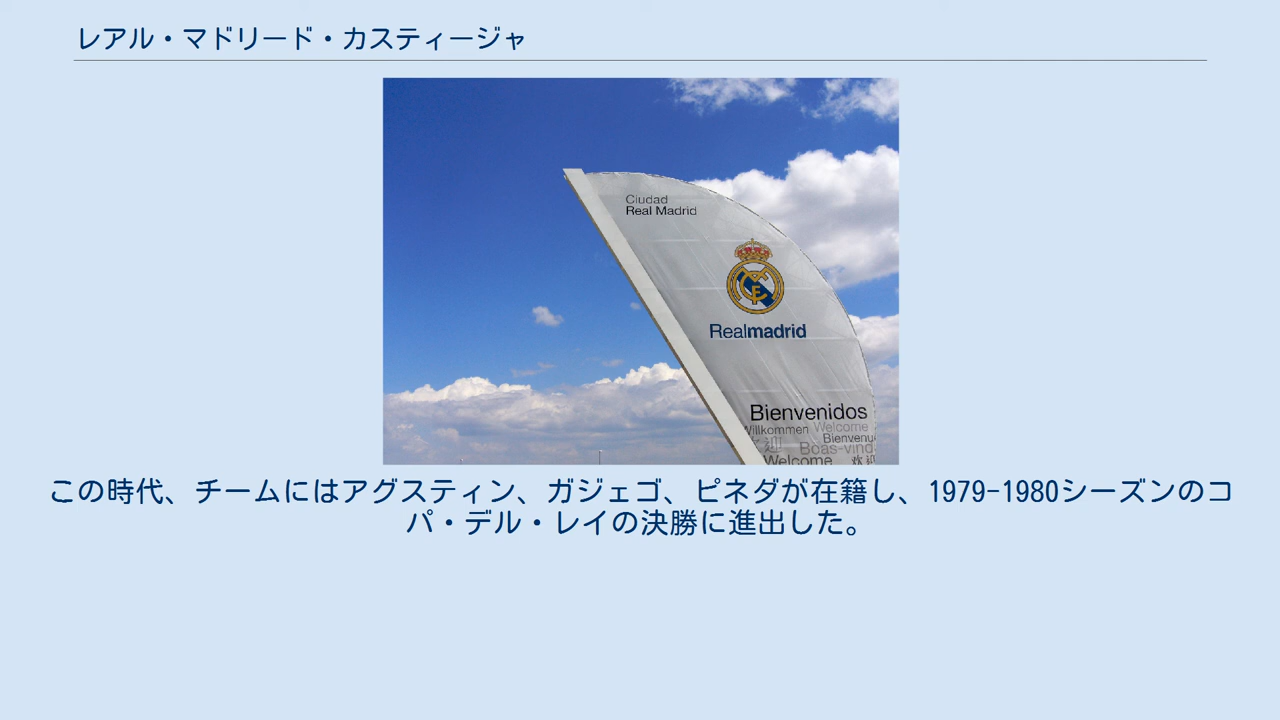 レアル・マドリード・カスティージャ
Ciudad
Real Madrid
Realmadrid
Bienvenidos
Willkommen Welcome
迎 Bienvenu
Boas-vind
Welcome 欢迎
この時代、チームにはアグスティン、ガジェゴ、ピネダが在籍し、1979-1980シーズンのコ
パ・デル・レイの決勝に進出した。